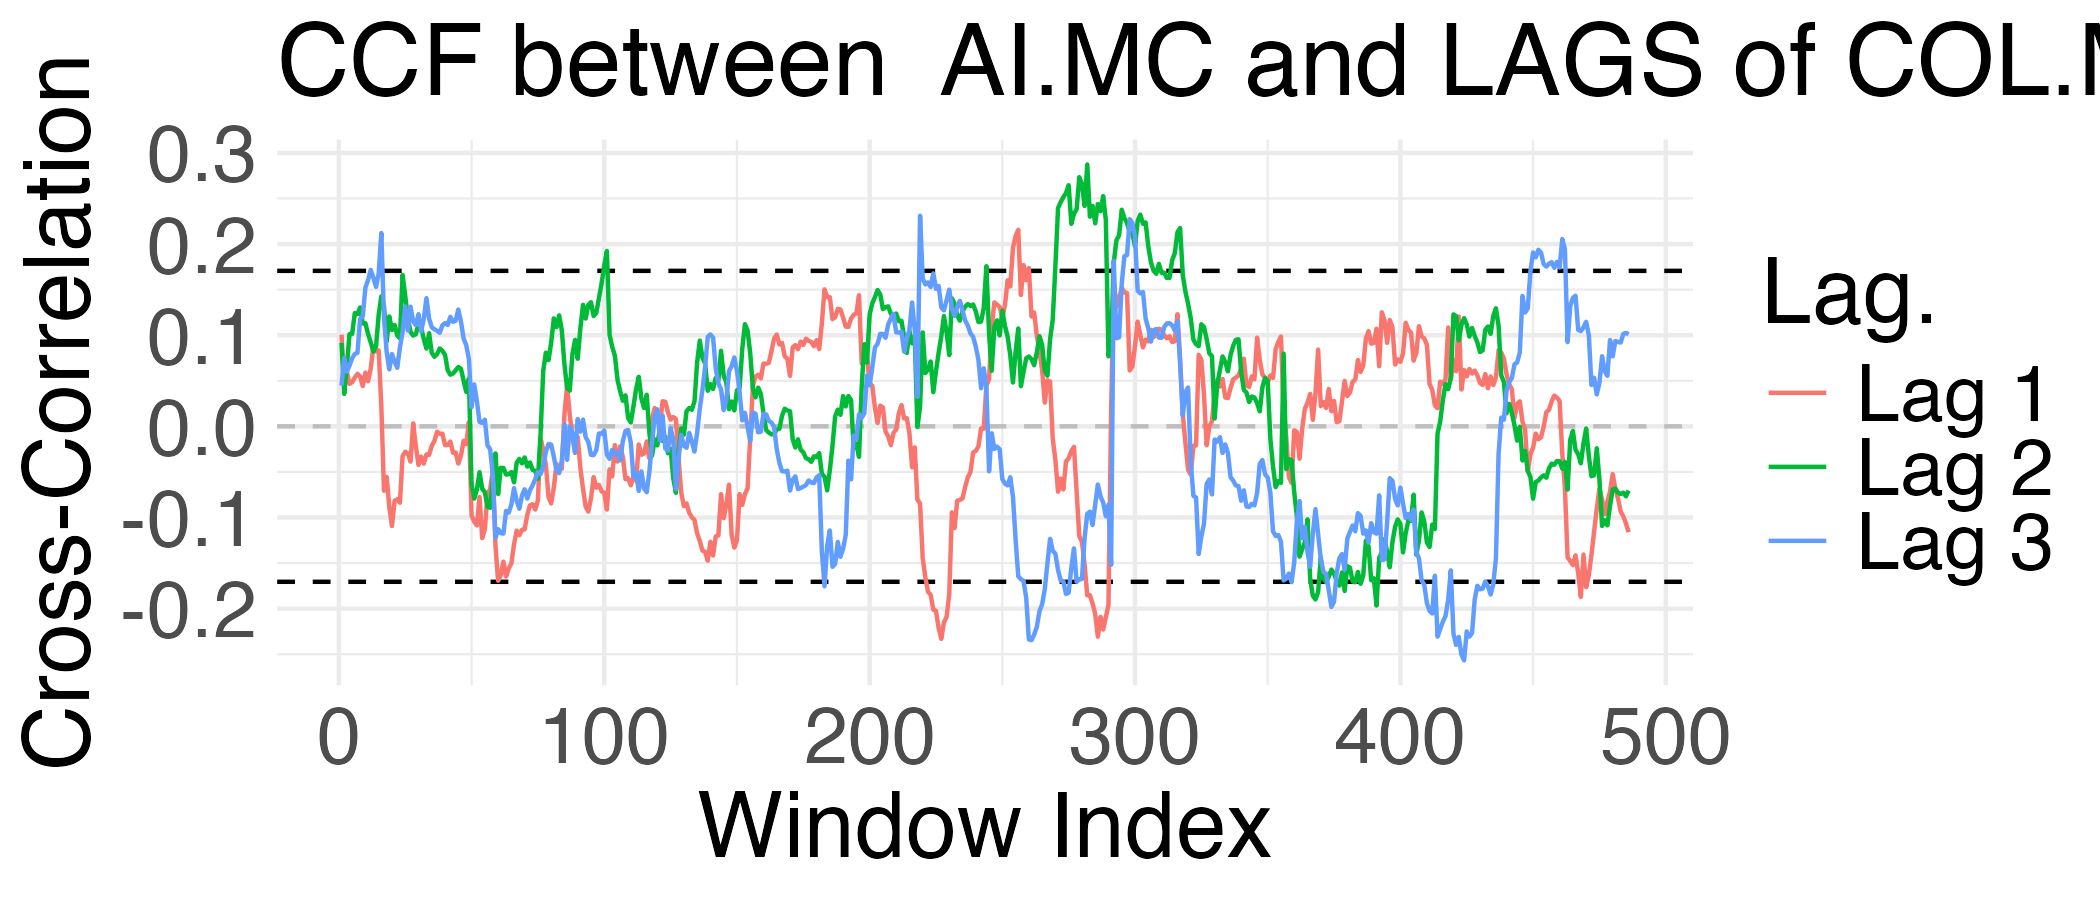 CCF between  AI.MC and LAGS of COL.
Cross-Correlation
0.3
0.2
0.1
0.0
-0.1
-0.2
0 100 200 300 400 500
Window Index
Lag.
Lag 1
Lag 2
Lag 3